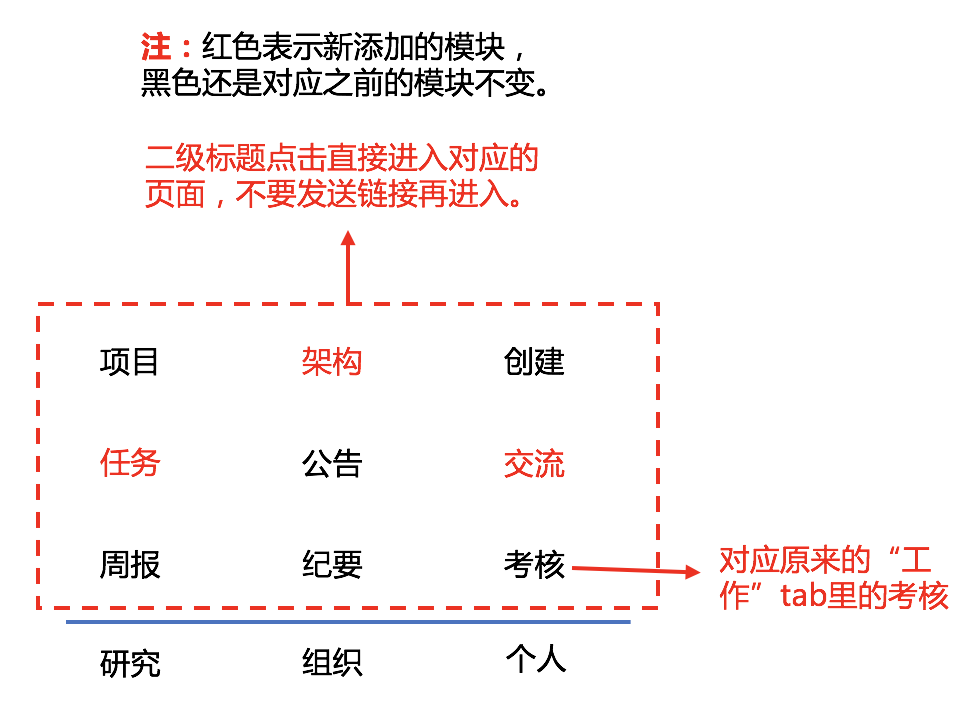 注：红色表示新添加的模块，
黑色还是对应之前的模块不变。
二级标题点击直接进入对应的
页面，不要发送链接再进入。
项目 架构 创建
任务 公告 交流
周报 纪要 考核
对应原来的“工
作”tab里的考核
研究 组织 个人